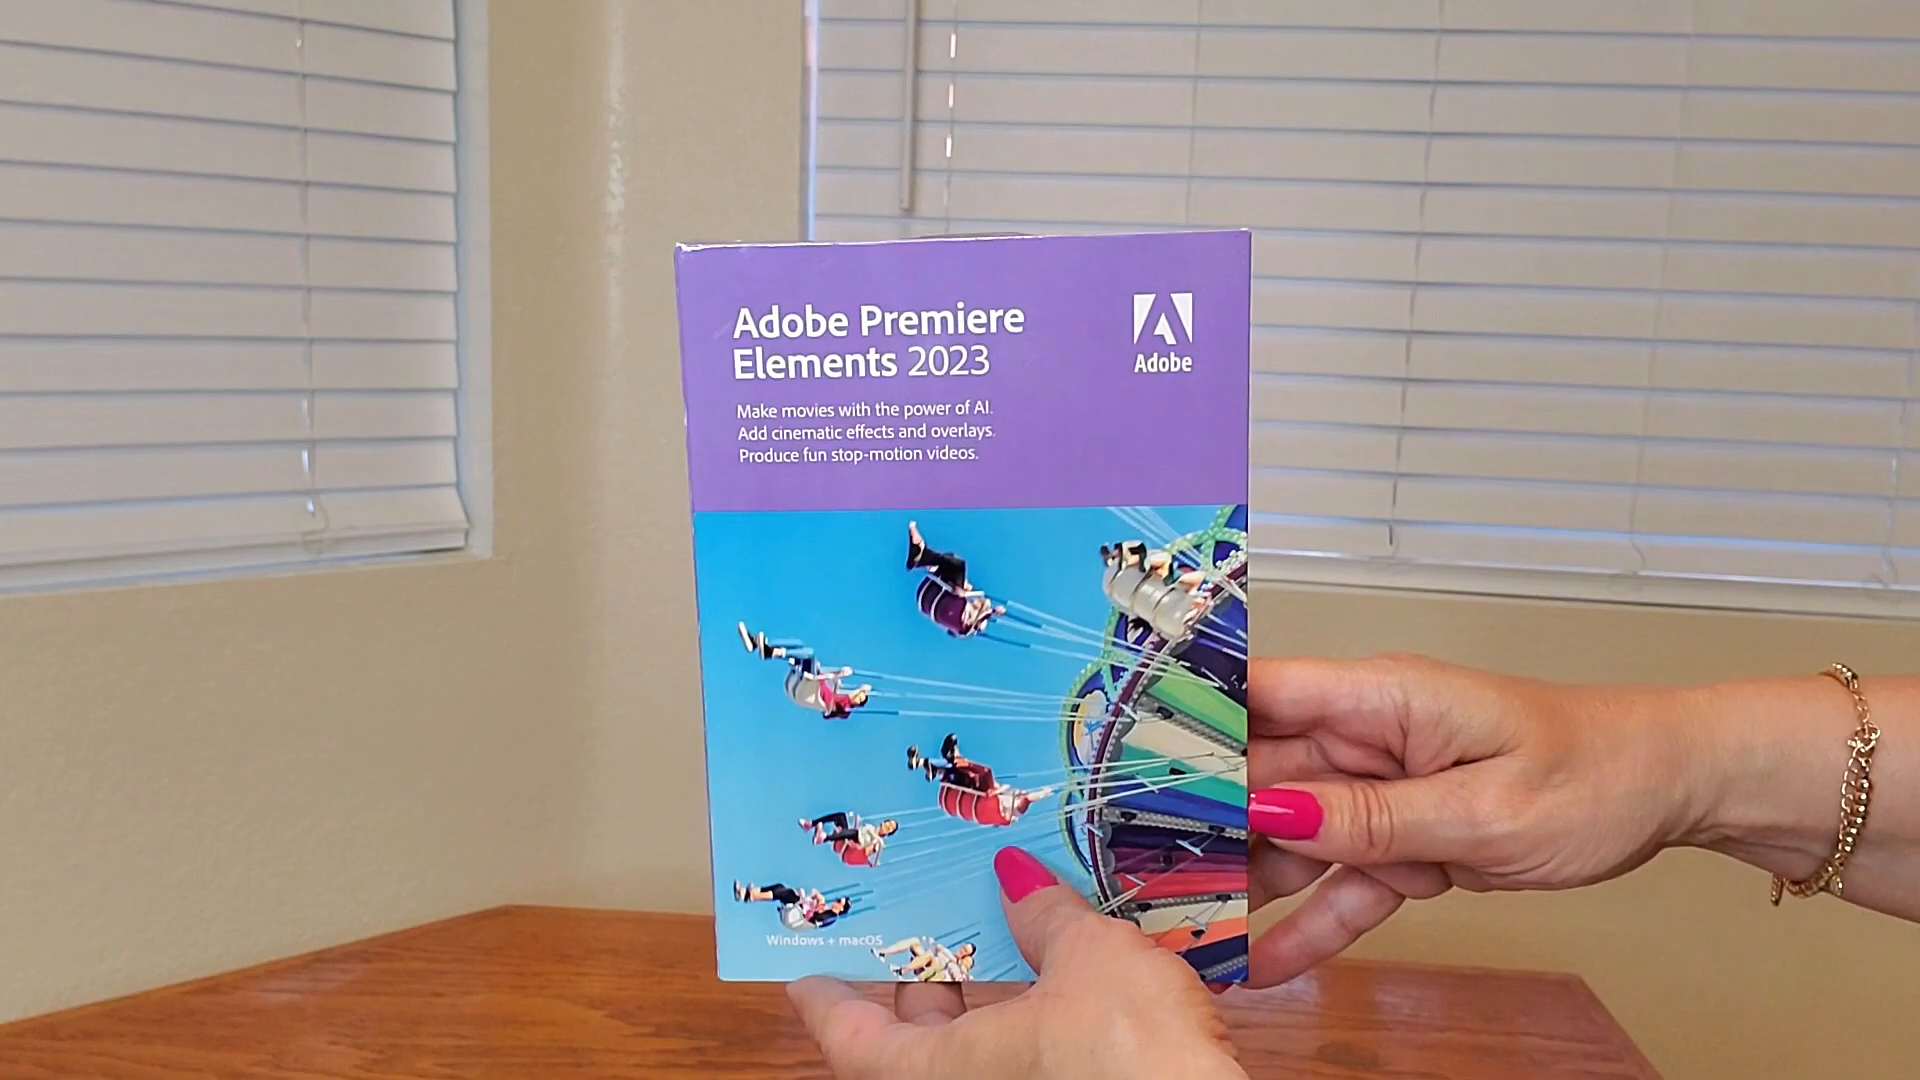 Adobe Premiere
Elements 2023
Adobe
Make movies with the power of AI.
Add cinematic effects and overlays.
Produce fun stop-motion videos.
Windows + macOS